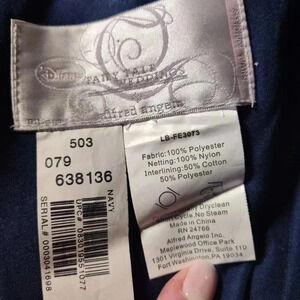 Disney
FAIRY TALE
WEDDINGS
alfred angelo
503
079
638136
NAVY
SERIAL# 0003041698
LB-FE3073
Fabric:100% Polyester
Netting:100% Nylon
Interlining:50% Cotton
50% Polyester
Dryclean
Cycle.No Steam
Made in China
RN 24766
Alfred Angelo Inc.
Maplewood Office Park
1301 Virginia Drive, Suite 110
Fort Washington,PA 19034